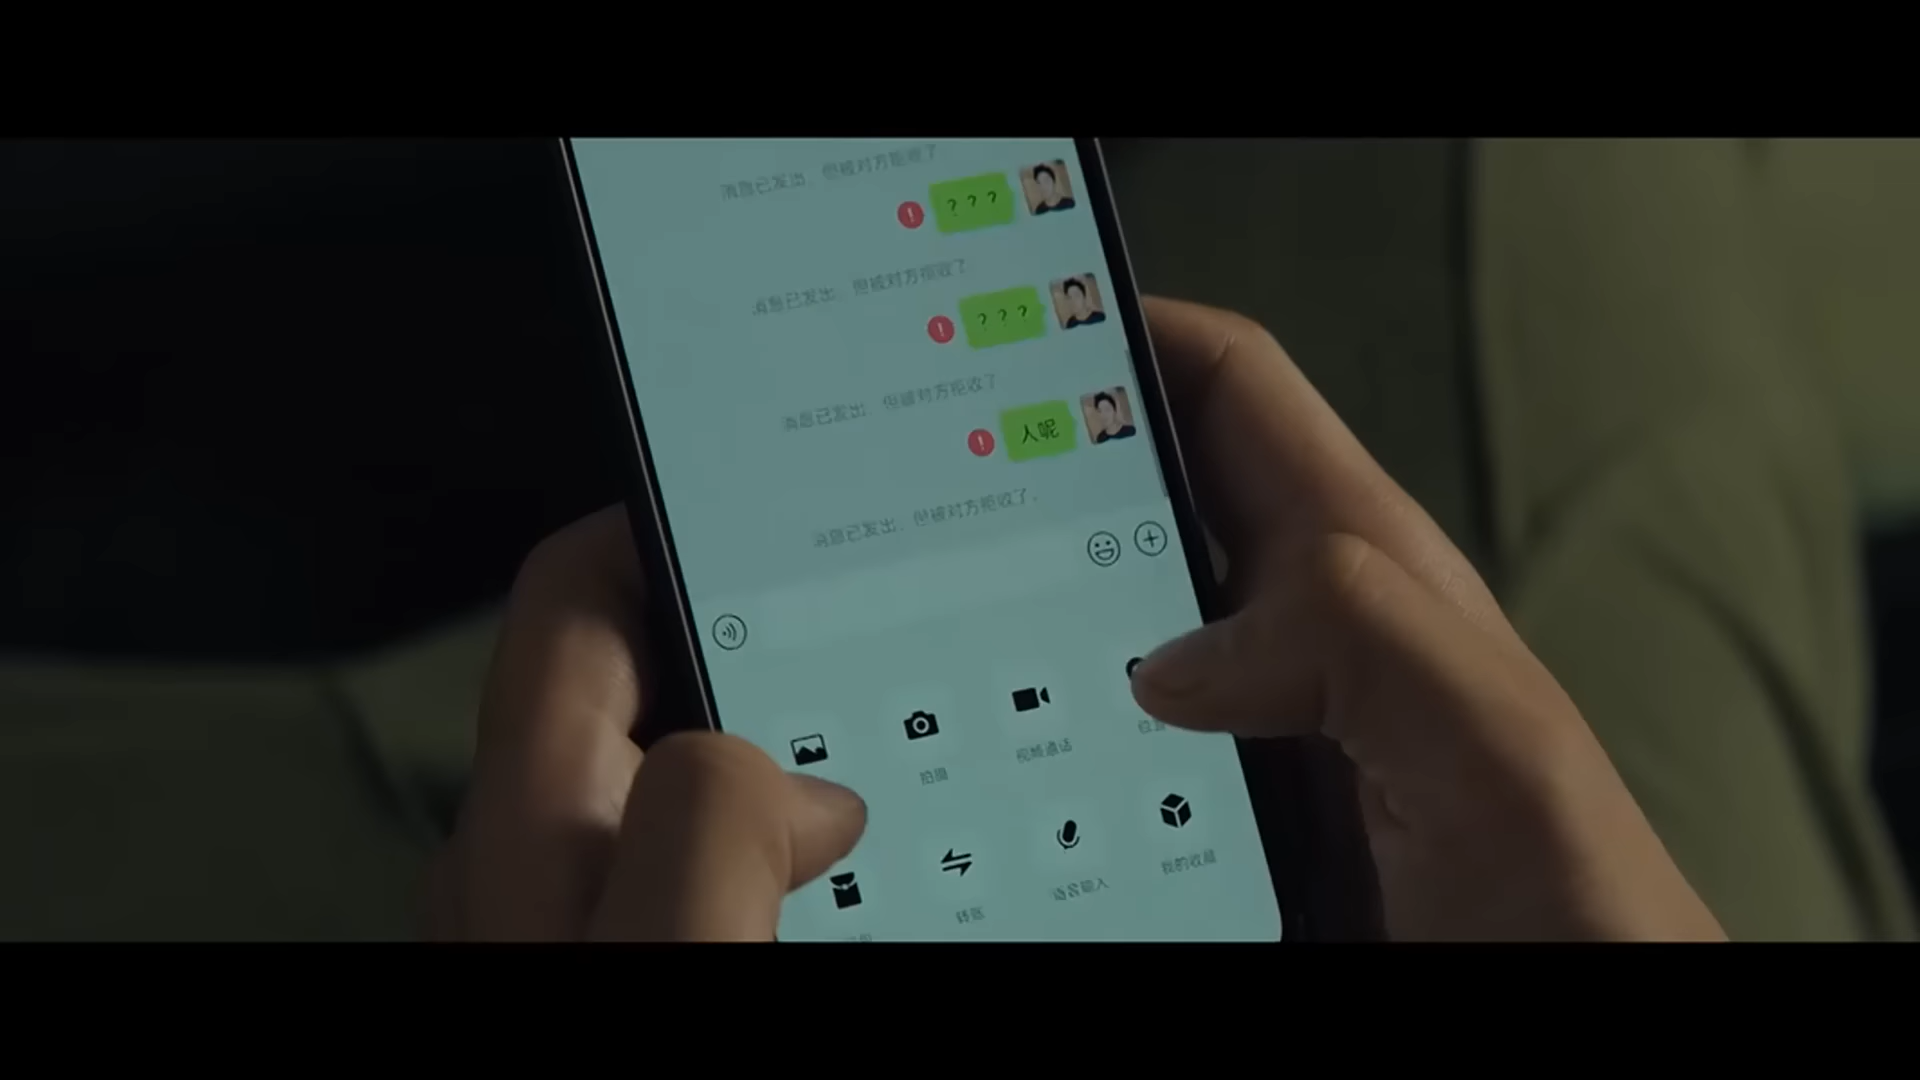 消息已发出，但被对方拒收了
？？？
消息已发出，但被对方拒收了
？？？
消息已发出，但被对方拒收了
人呢
消息已发出，但被对方拒收了。
拍摄
视频通话
位置
转账
语音输入
我的收藏